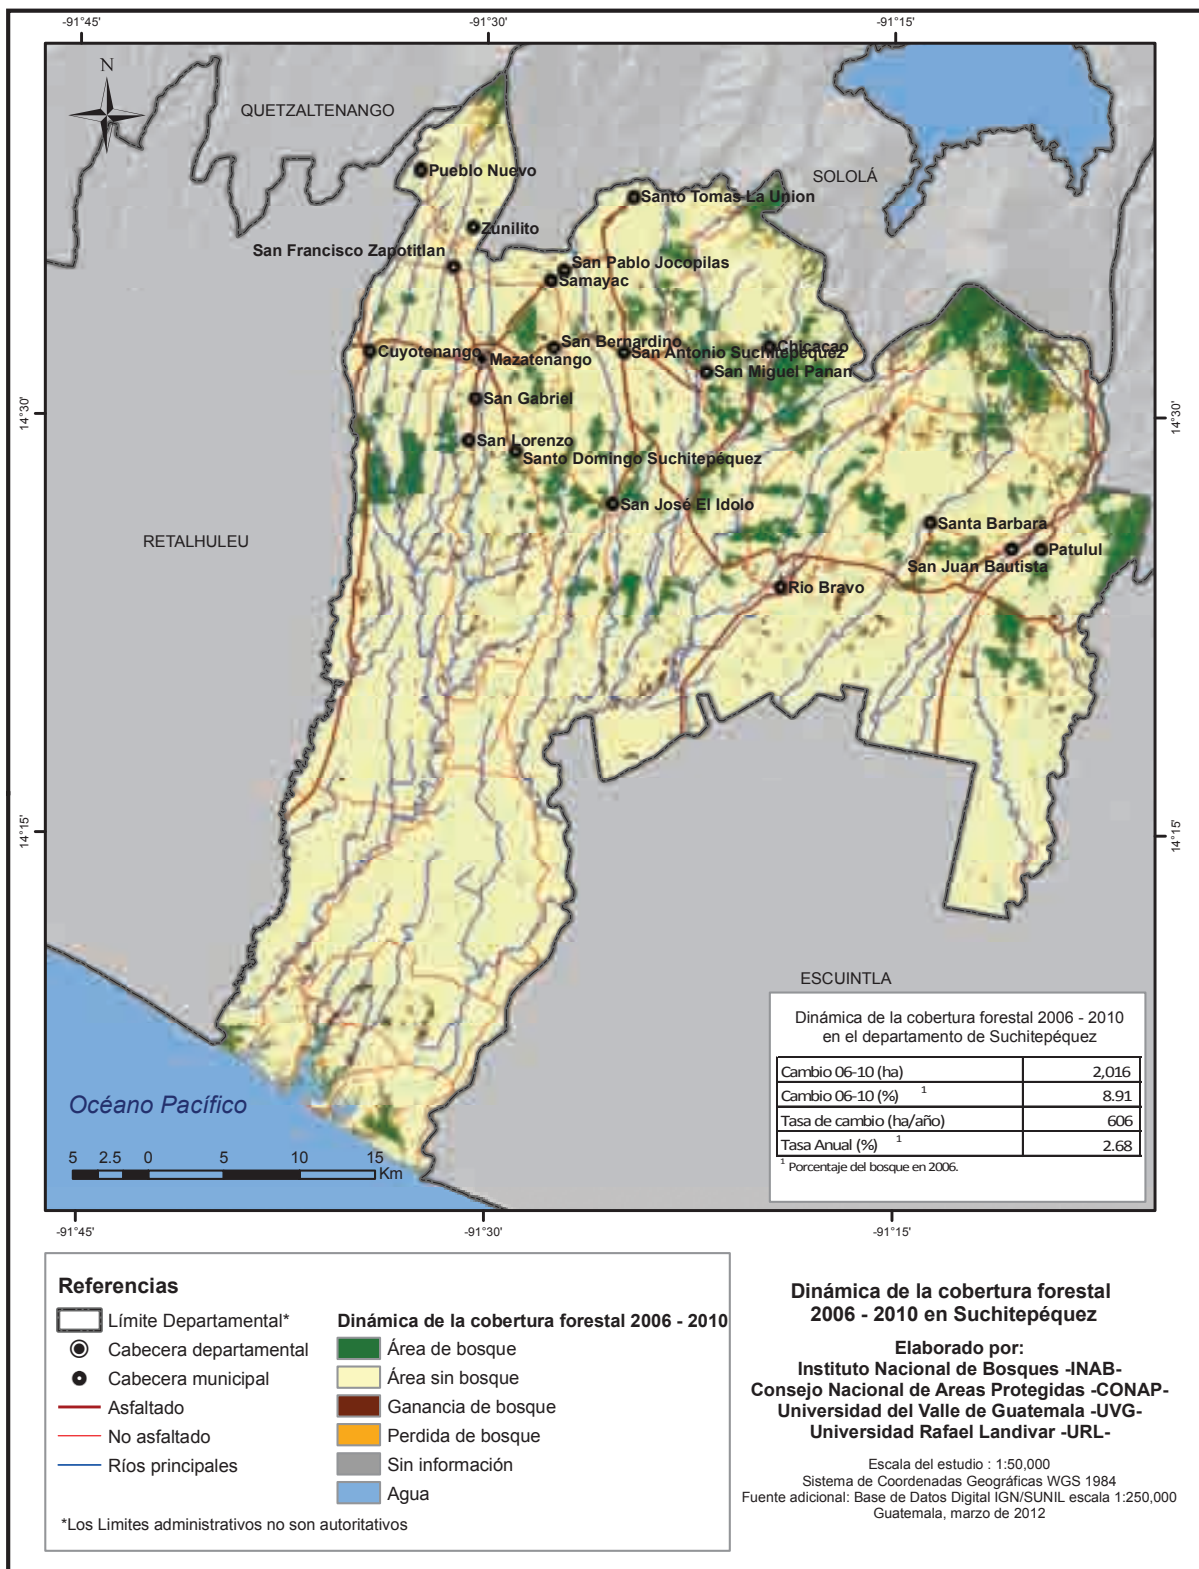 -91°45'
-91°30'
-91°15'
N
QUETZALTENANGO
SOLOLÁ
Pueblo Nuevo
Santo Tomas La Union
Zunilito
San Francisco Zapotitlan
San Pablo Jocopilas
Samayac
San Bernardino
Chicacao
Cuyotenango
Mazatenango
San Antonio Suchitepéquez
San Miguel Panan
San Gabriel
14°30'
14°30'
San Lorenzo
Santo Domingo Suchitepéquez
San José El Idolo
Santa Barbara
RETALHULEU
Patulul
San Juan Bautista
Rio Bravo
14°15'
14°15'
ESCUINTLA
Dinámica de la cobertura forestal 2006 - 2010
en el departamento de Suchitepéquez
Cambio 06-10 (ha) 2,016
Cambio 06-10 (%) 1 8.91
Tasa de cambio (ha/año) 606
Tasa Anual (%) 1 2.68
1 Porcentaje del bosque en 2006.
Océano Pacífico
5 2.5 0 5 10 15
Km
-91°45'
-91°30'
-91°15'
Referencias
Límite Departamental*
Cabecera departamental
Cabecera municipal
Asfaltado
No asfaltado
Ríos principales
*Los Limites administrativos no son autoritativos
Dinámica de la cobertura forestal 2006 - 2010
Área de bosque
Área sin bosque
Ganancia de bosque
Perdida de bosque
Sin información
Agua
Dinámica de la cobertura forestal
2006 - 2010 en Suchitepéquez
Elaborado por:
Instituto Nacional de Bosques -INAB-
Consejo Nacional de Areas Protegidas -CONAP-
Universidad del Valle de Guatemala -UVG-
Universidad Rafael Landivar -URL-
Escala del estudio : 1:50,000
Sistema de Coordenadas Geográficas WGS 1984
Fuente adicional: Base de Datos Digital IGN/SUNIL escala 1:250,000
Guatemala, marzo de 2012